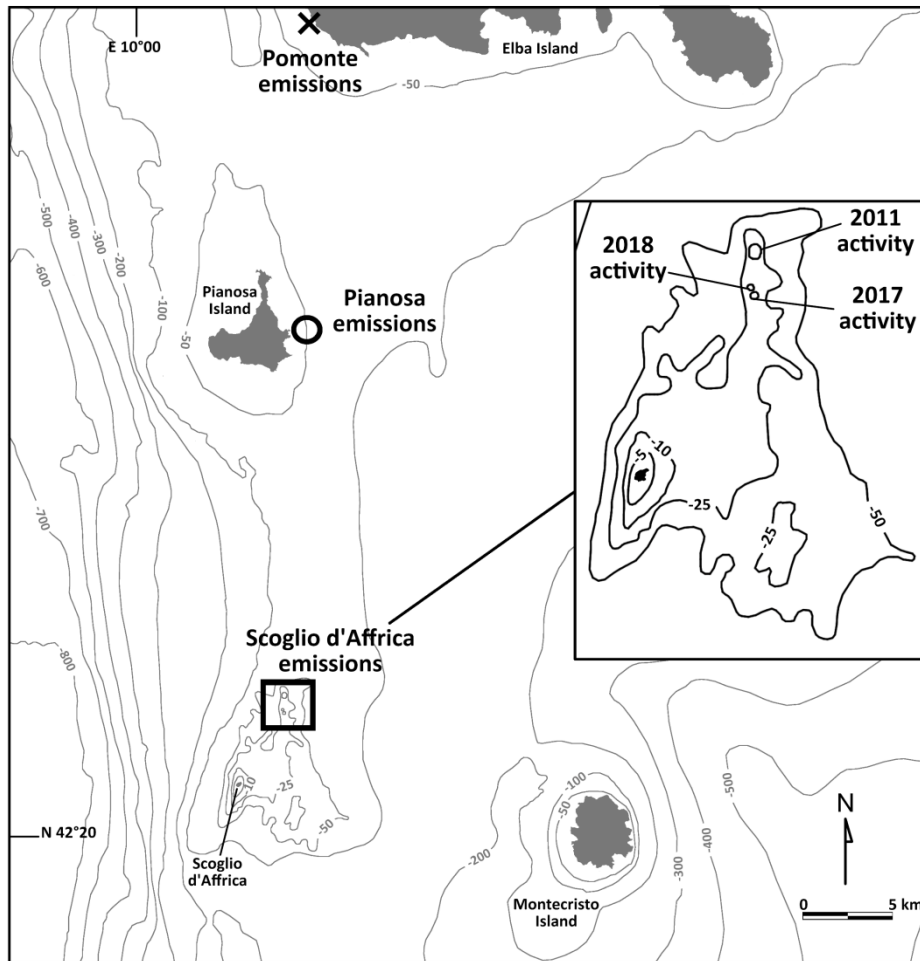 E 10°00
Pomonte
emissions
Elba Island
-50
-500
-400
-300
-600
-200
-100
Pianosa
Island
-50
Pianosa
emissions
2011
activity
2018
activity
2017
activity
-5
-10
-25
-25
-50
-700
-800
Scoglio d'Affrica
emissions
10
-25
-50
N 42°20
Scoglio
d'Affrica
-100
-50
-200
-300
-400
-500
Montecristo
Island
N
0 5 km